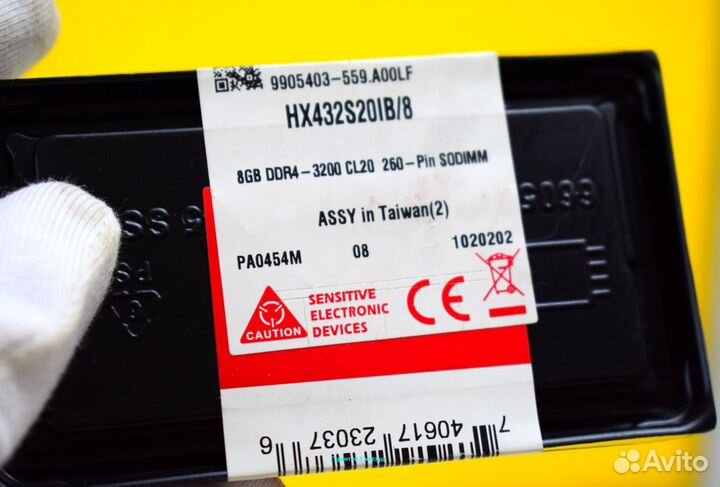 9905403-559.A00LF
HX432S20IB/8
8GB DDR4-3200 CL20 260-Pin SODIMM
ASSY in Taiwan(2)
PA0454M 08 1020202
CAUTION
SENSITIVE
ELECTRONIC
DEVICES
CE
7 40617 23037 6
Avito